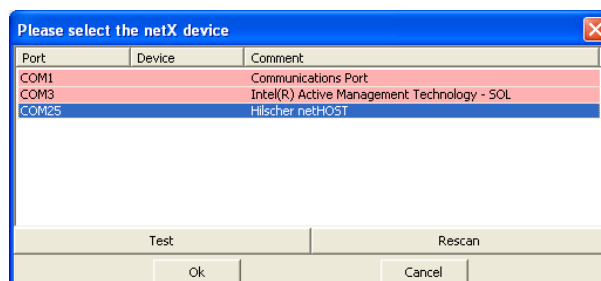 Please select the netX device
Port Device Comment
COM1 Communications Port
COM3 Intel(R) Active Management Technology - SOL
COM25 Hilscher netHOST
Test Rescan
Ok Cancel